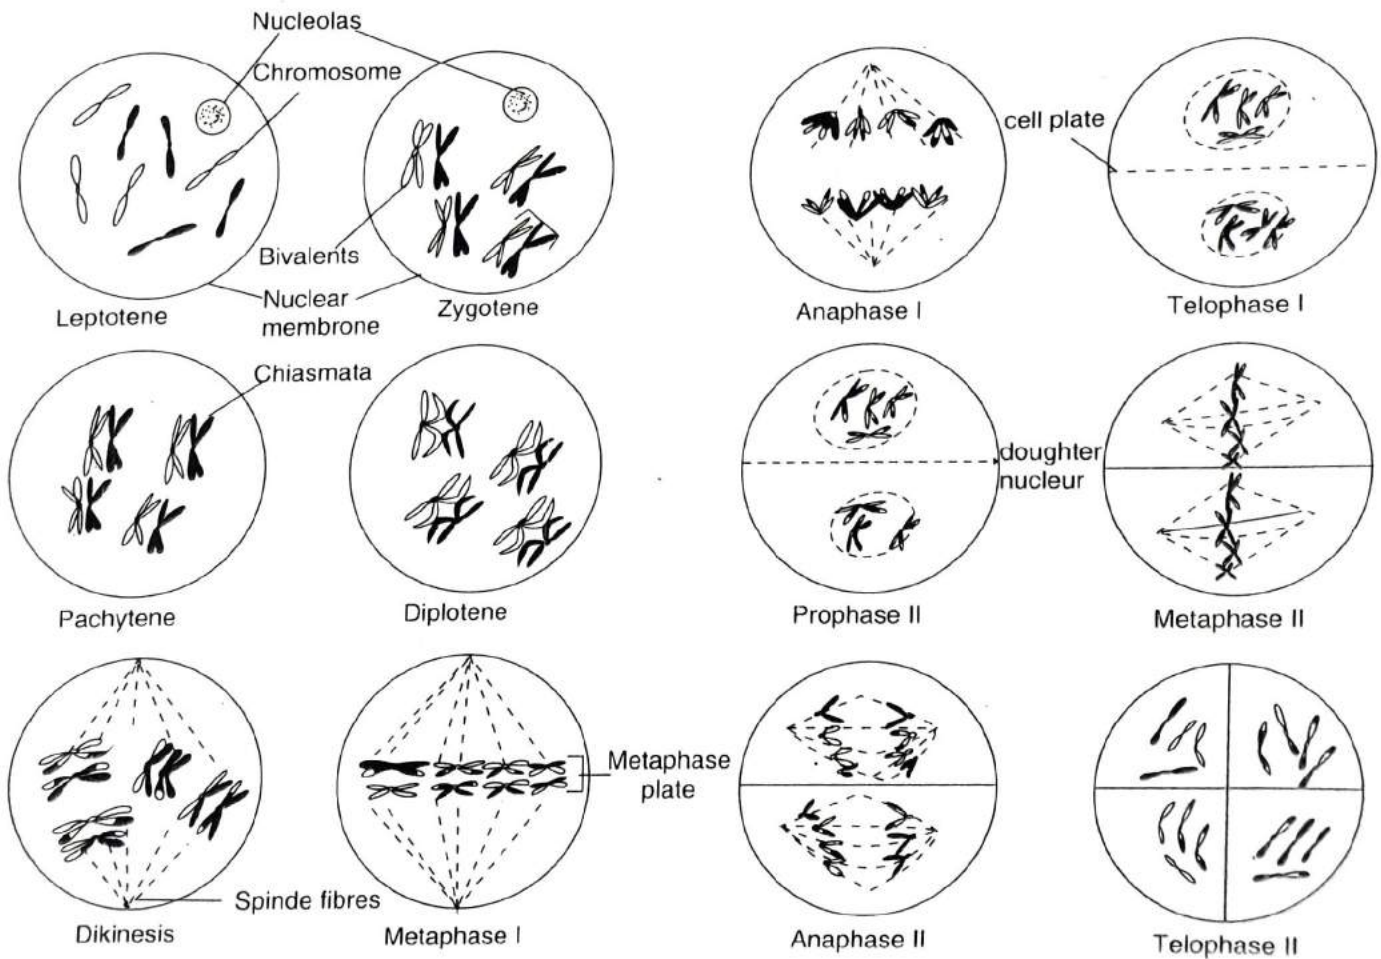 Nucleolas
Chromosome
Bivalents
Nuclear
membrone
Leptotene
Zygotene
cell plate
Anaphase I
Telophase I
Chiasmata
Pachytene
Diplotene
doughter
nucleur
Prophase II
Metaphase II
Metaphase
plate
Spinde fibres
Dikinesis
Metaphase I
Anaphase II
Telophase II